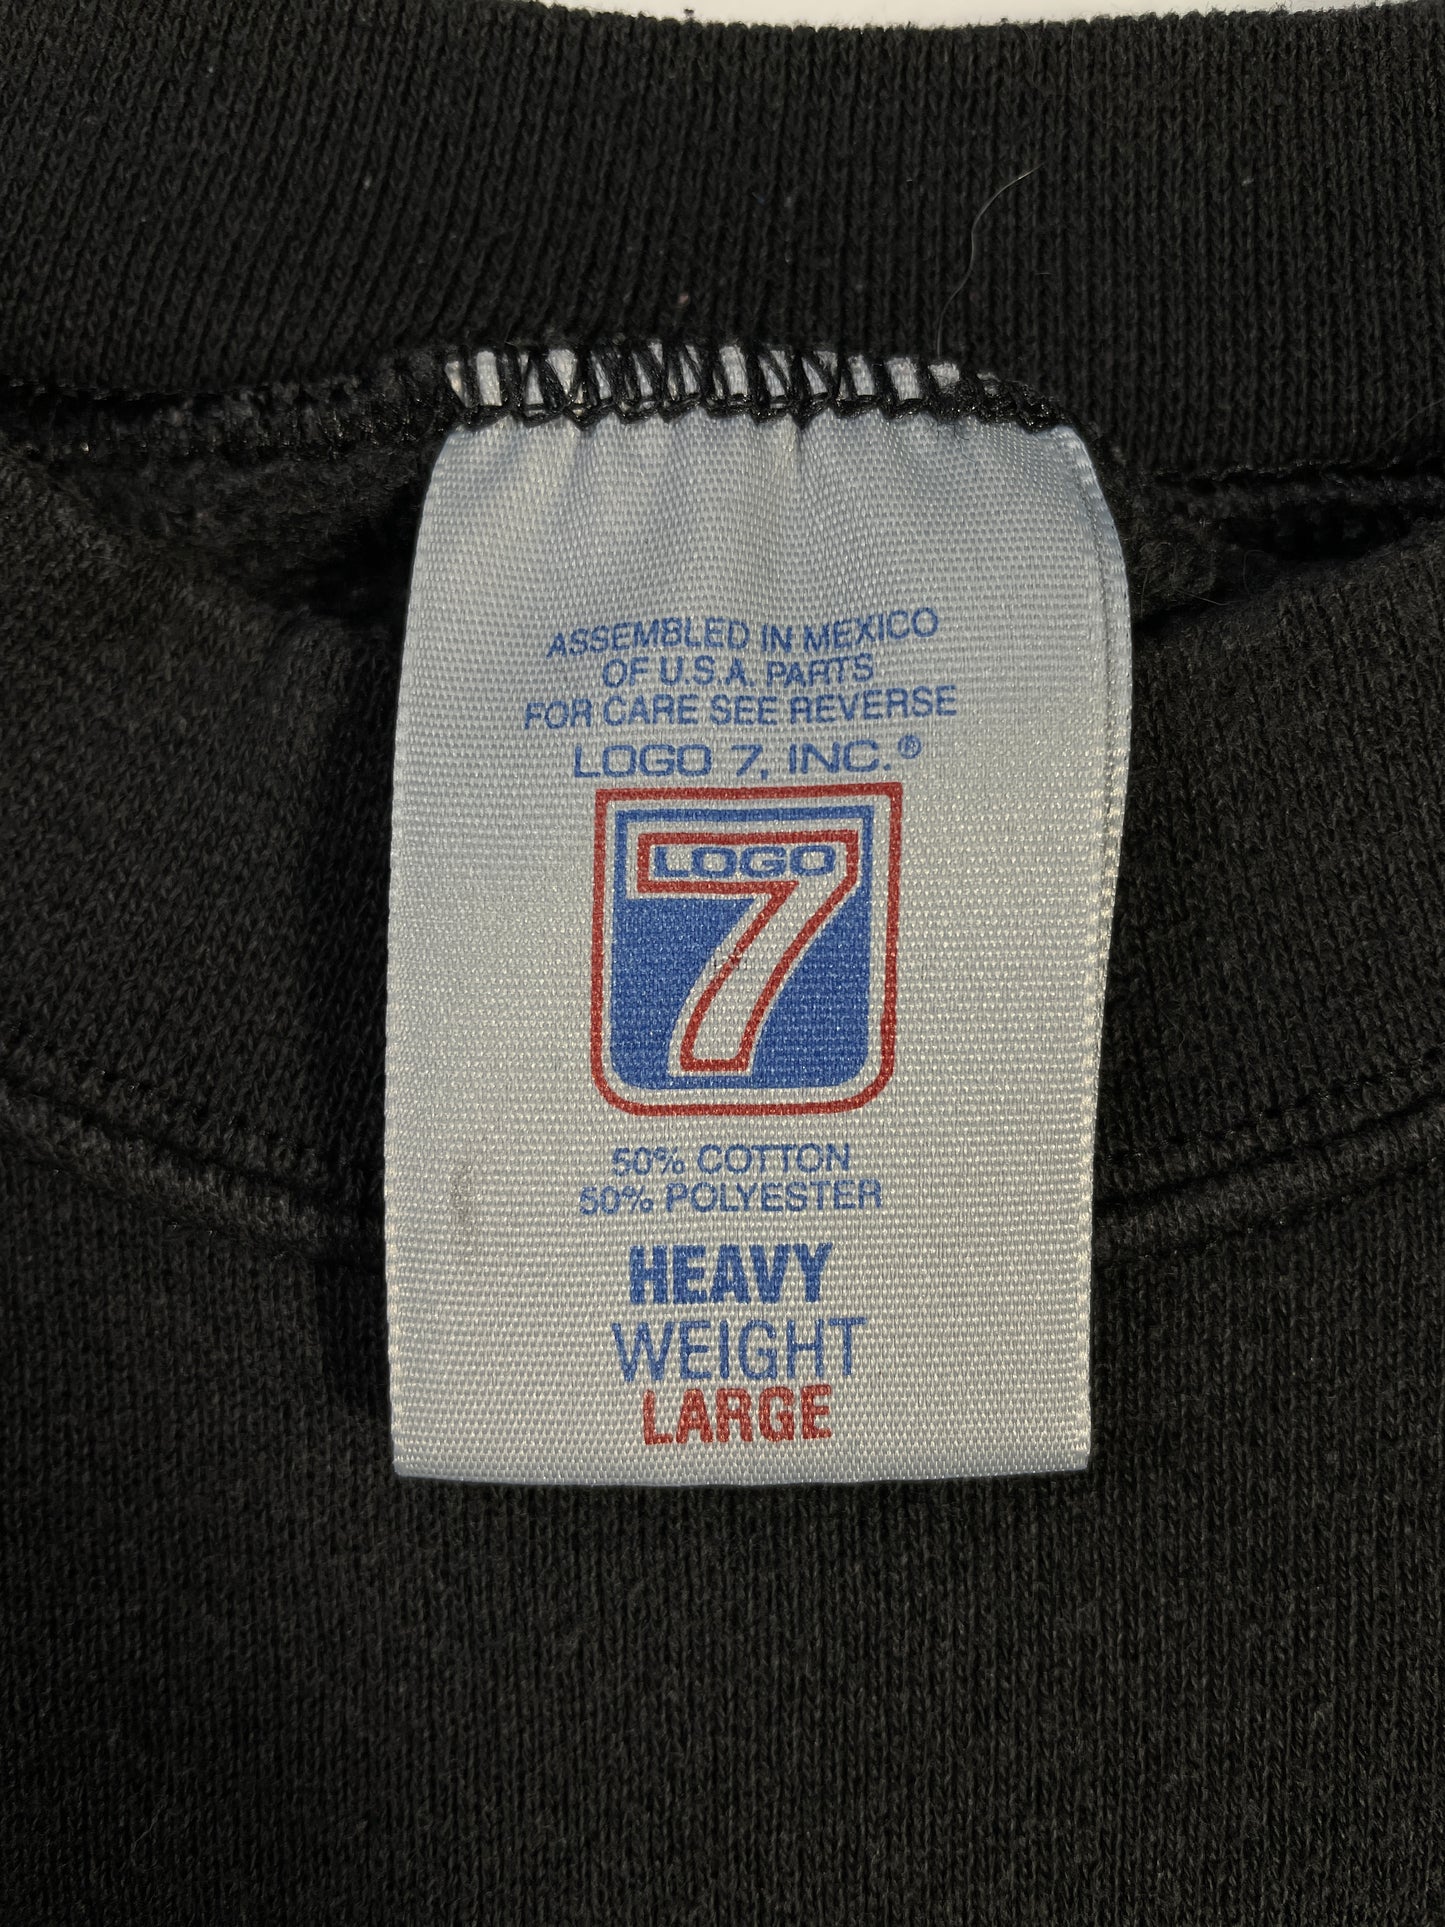 ASSEMBLED IN MEXICO
OF U.S.A. PARTS
FOR CARE SEE REVERSE
LOGO 7, INC.®
LOGO
7
50% COTTON
50% POLYESTER
HEAVY
WEIGHT
LARGE